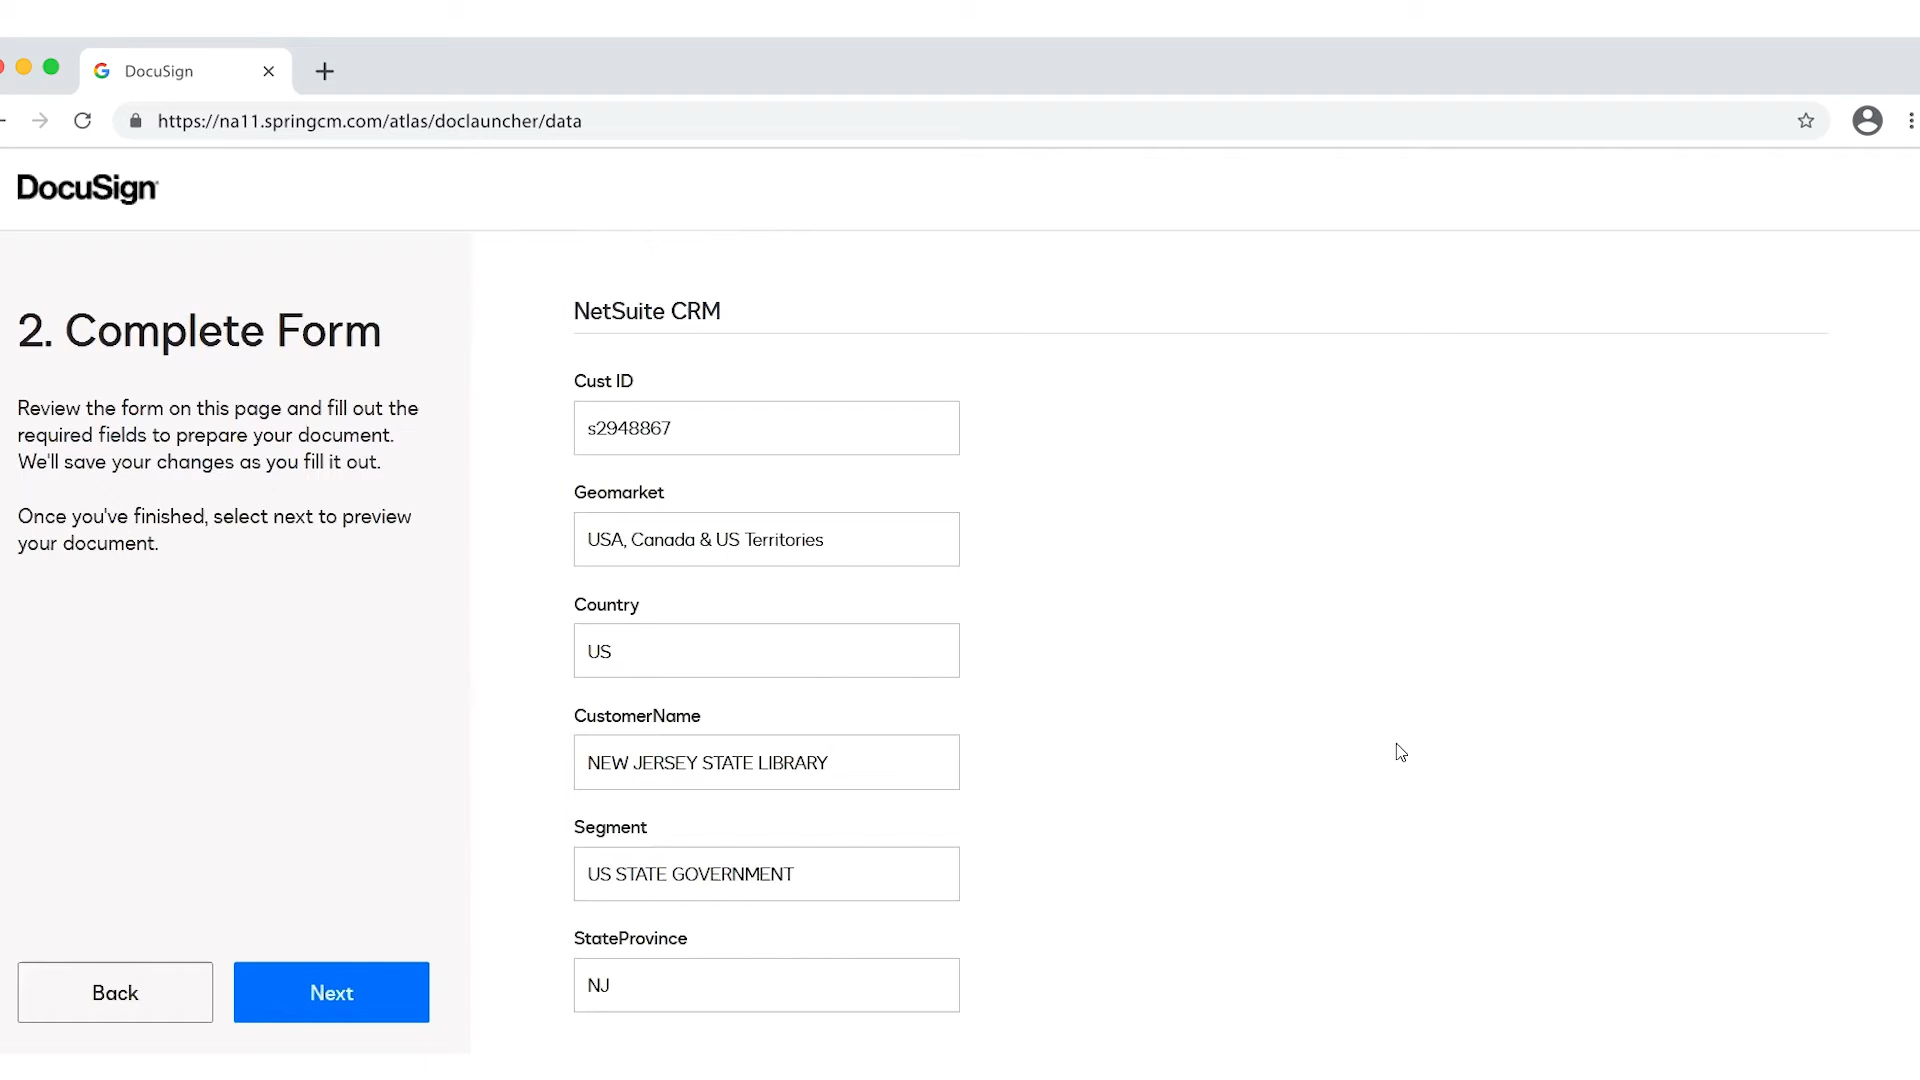 DocuSign
https://na11.springcm.com/atlas/doclauncher/data
DocuSign
2. Complete Form
Review the form on this page and fill out the
required fields to prepare your document.
We'll save your changes as you fill it out.
Once you've finished, select next to preview
your document.
Back
Next
NetSuite CRM
Cust ID
s2948867
Geomarket
USA, Canada & US Territories
Country
US
CustomerName
NEW JERSEY STATE LIBRARY
Segment
US STATE GOVERNMENT
StateProvince
NJ